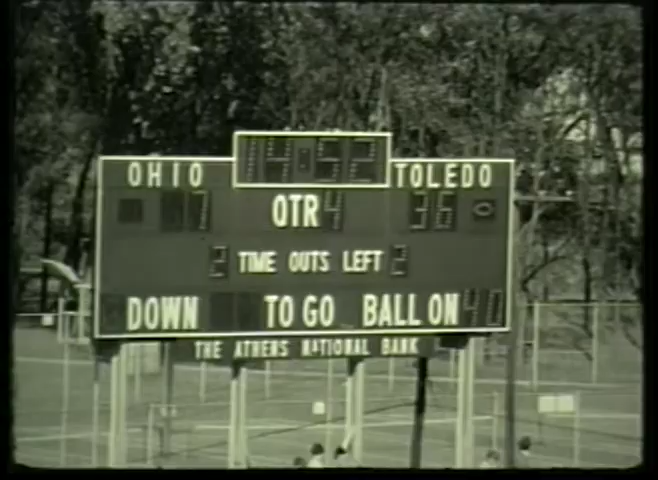 14:52
OHIO TOLEDO
7 QTR 4 36
2 TIME OUTS LEFT 2
DOWN TO GO BALL ON 40
THE ATHENS NATIONAL BANK